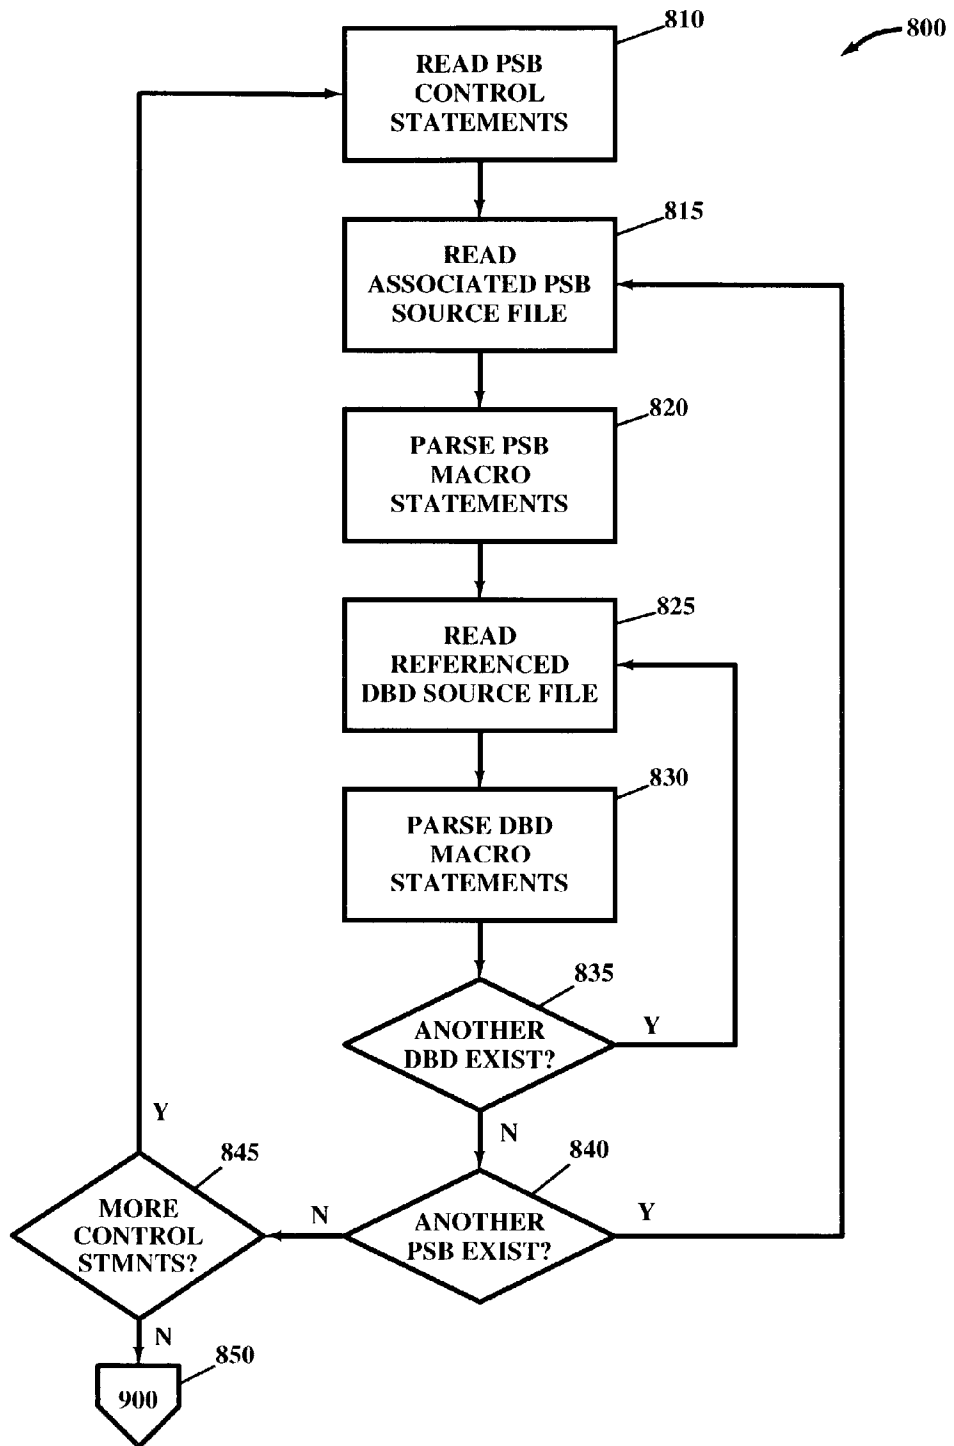 810
800
READ PSB
CONTROL
STATEMENTS
815
READ
ASSOCIATED PSB
SOURCE FILE
820
PARSE PSB
MACRO
STATEMENTS
825
READ
REFERENCED
DBD SOURCE FILE
830
PARSE DBD
MACRO
STATEMENTS
835
ANOTHER
DBD EXIST?
Y
N
840
ANOTHER
PSB EXIST?
Y
N
845
MORE
CONTROL
STMNTS?
Y
N
850
900